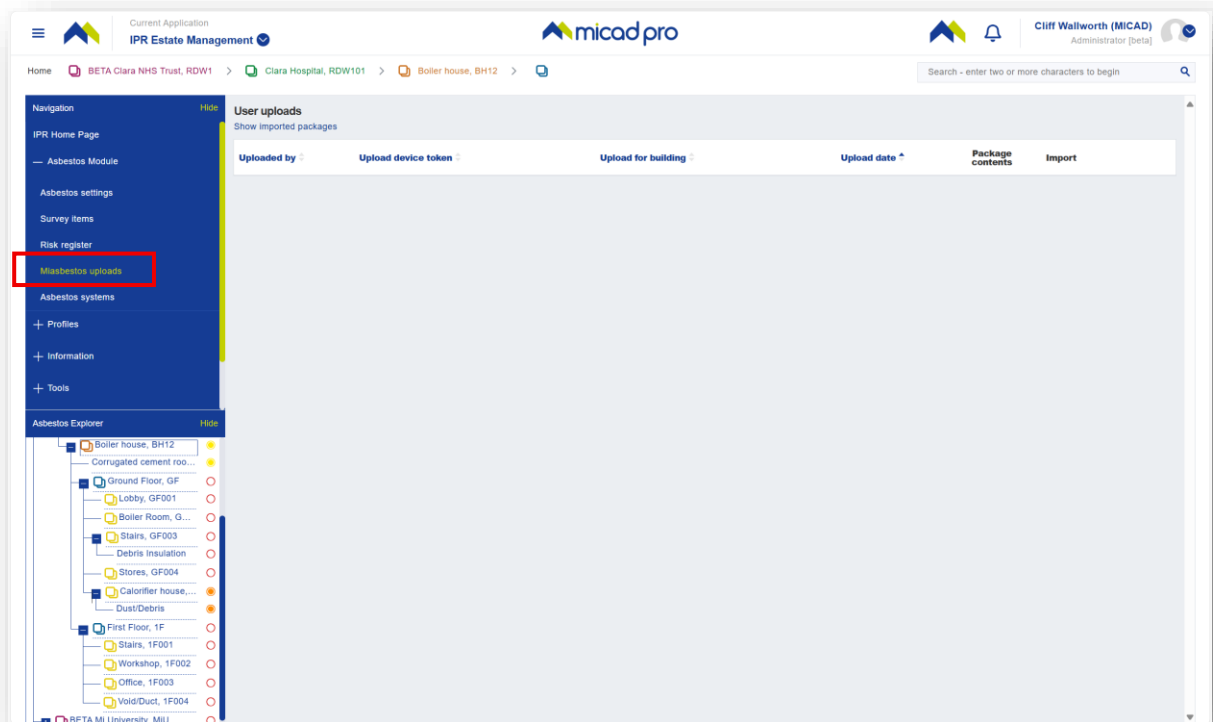 Current Application
IPR Estate Management
micad pro
Cliff Wallworth (MICAD)
Administrator [beta]
Home
BETA Clara NHS Trust, RDW1 > Clara Hospital, RDW101 > Boiler house, BH12 >
Search - enter two or more characters to begin
Navigation
Hide
IPR Home Page
— Asbestos Module
Asbestos settings
Survey items
Risk register
Miasbestos uploads
Asbestos systems
+ Profiles
+ Information
+ Tools
User uploads
Show imported packages
Uploaded by
Upload device token
Upload for building
Upload date
Package contents
Import
Asbestos Explorer
Hide
Boiler house, BH12
Corrugated cement roo...
Ground Floor, GF
Lobby, GF001
Boiler Room, G...
Stairs, GF003
Debris Insulation
Stores, GF004
Calorifier house,...
Dust/Debris
First Floor, 1F
Stairs, 1F001
Workshop, 1F002
Office, 1F003
Void/Duct, 1F004
BETA Mi University, MiU